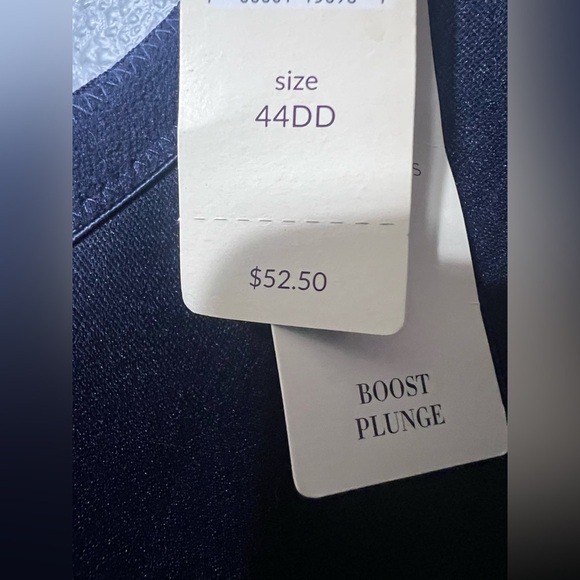 size
44DD
$52.50
BOOST
PLUNGE